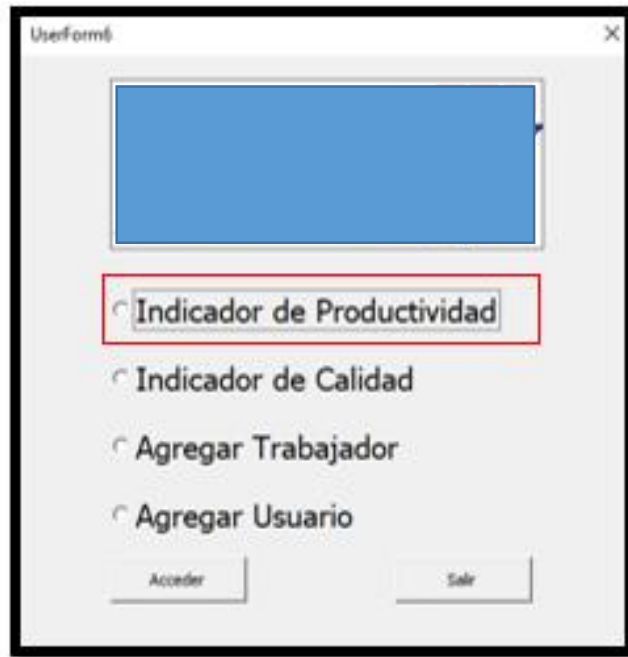 UserForm6
Indicador de Productividad
Indicador de Calidad
Agregar Trabajador
Agregar Usuario
Acceder
Salir